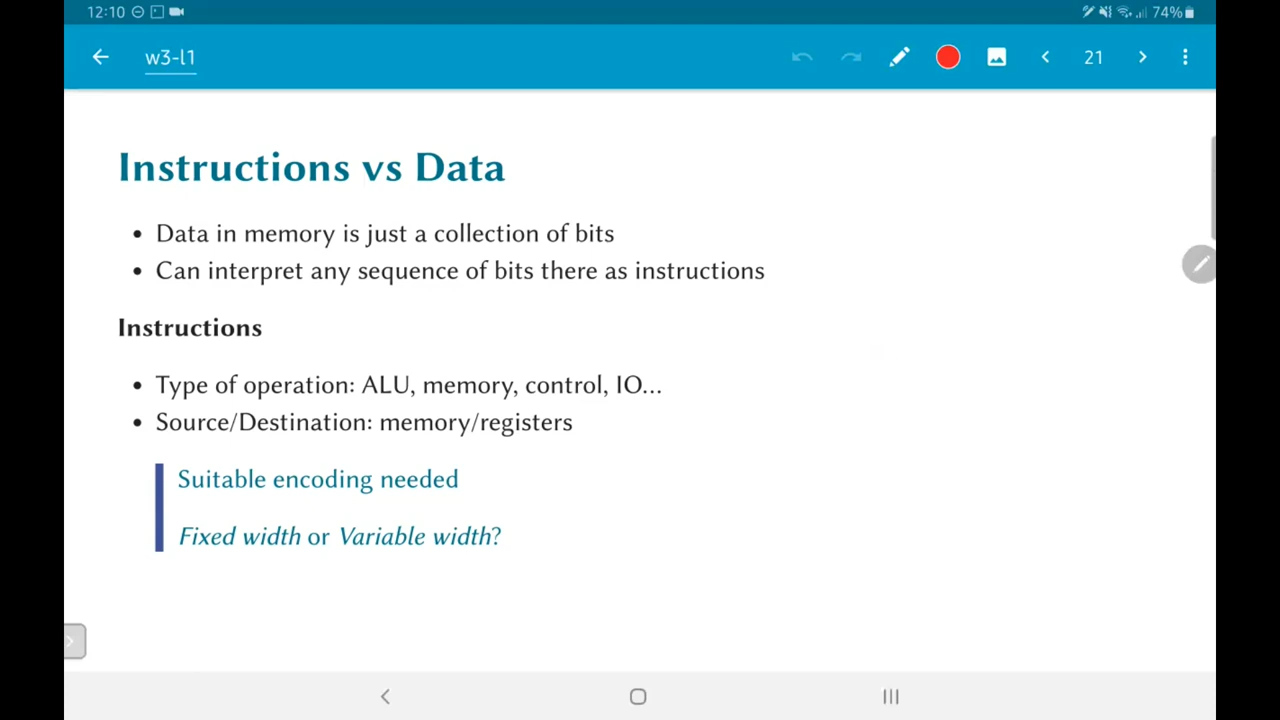 12:10 74%
w3-l1 21
Instructions vs Data
• Data in memory is just a collection of bits
• Can interpret any sequence of bits there as instructions
Instructions
• Type of operation: ALU, memory, control, IO...
• Source/Destination: memory/registers
Suitable encoding needed
Fixed width or Variable width?